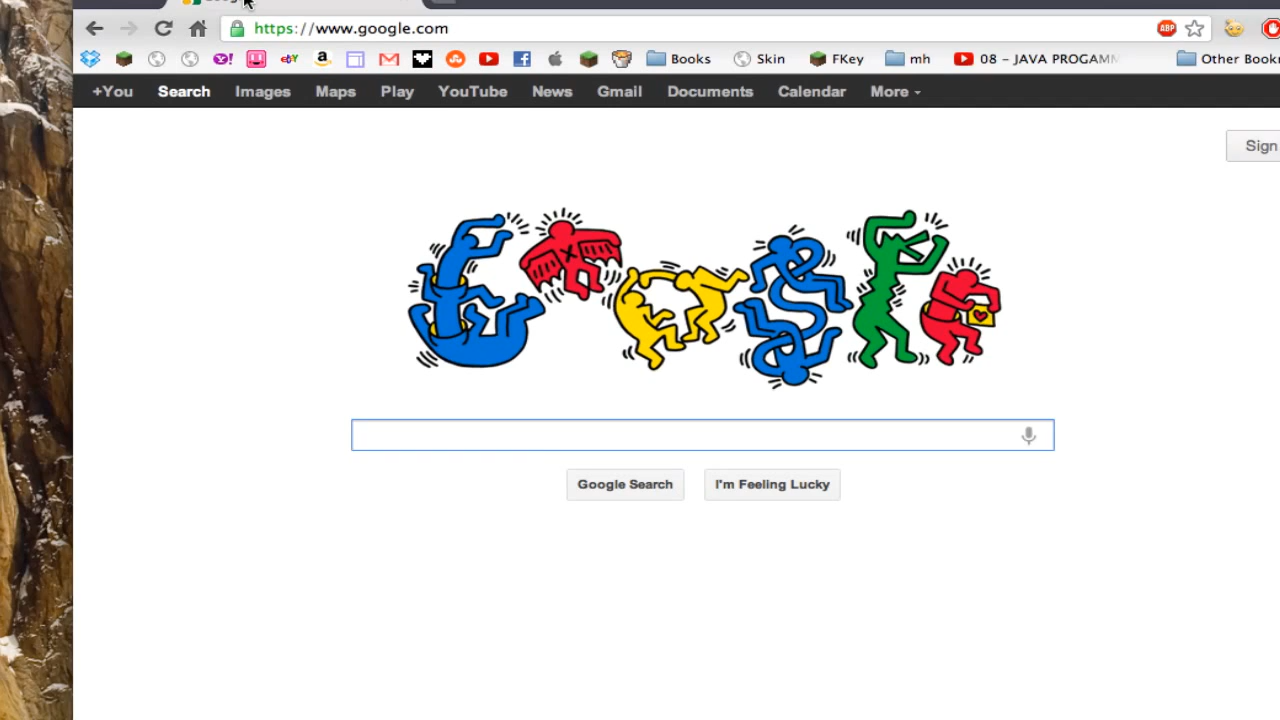 https://www.google.com
Books Skin FKey mh 08 – JAVA PROGAMM Other Book
+You Search Images Maps Play YouTube News Gmail Documents Calendar More
Sign
Google Search I'm Feeling Lucky